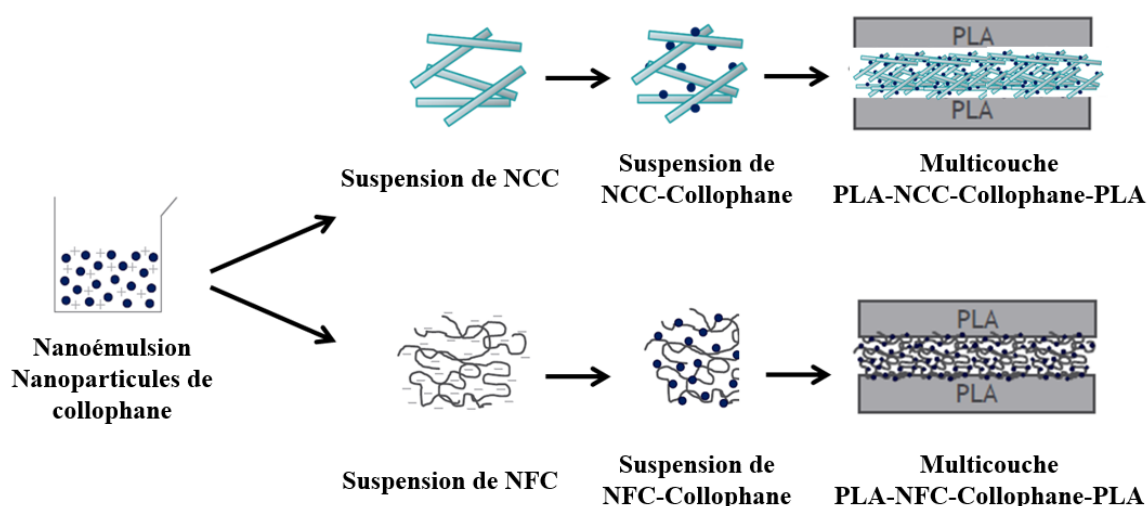 PLA
PLA
Suspension de NCC
Suspension de
NCC-Collophane
Multicouche
PLA-NCC-Collophane-PLA
Nanoémulsion
Nanoparticules de
collophane
PLA
PLA
Suspension de NFC
Suspension de
NFC-Collophane
Multicouche
PLA-NFC-Collophane-PLA